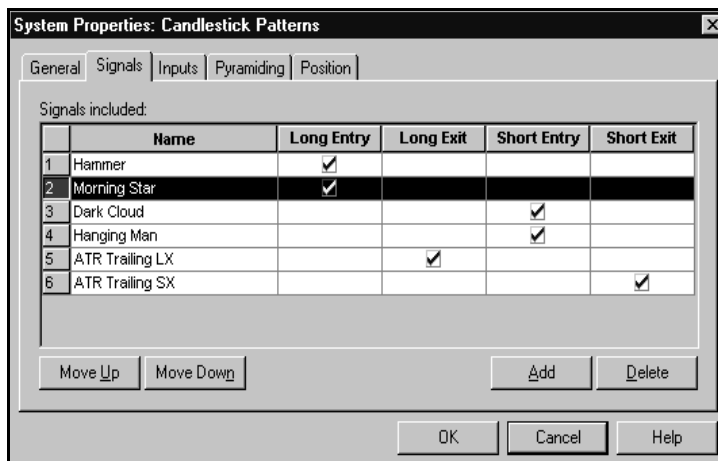 System Properties: Candlestick Patterns
General Signals Inputs Pyramiding Position
Signals included:
Name Long Entry Long Exit Short Entry Short Exit
1 Hammer
2 Morning Star
3 Dark Cloud
4 Hanging Man
5 ATR Trailing LX
6 ATR Trailing SX
Move Up Move Down Add Delete
OK Cancel Help